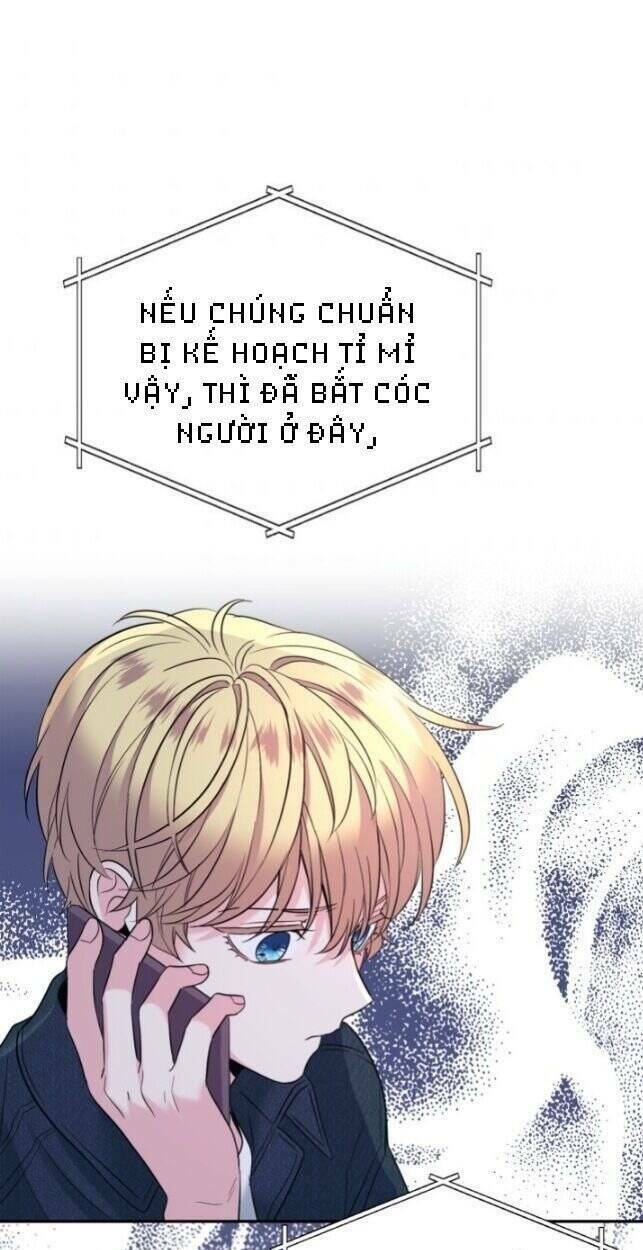 NẾU CHÚNG CHUẨN
BỊ KẾ HOẠCH TỈ MỈ
VẬY, THÌ ĐÃ BẮT CÓC
NGƯỜI Ở ĐÂY,